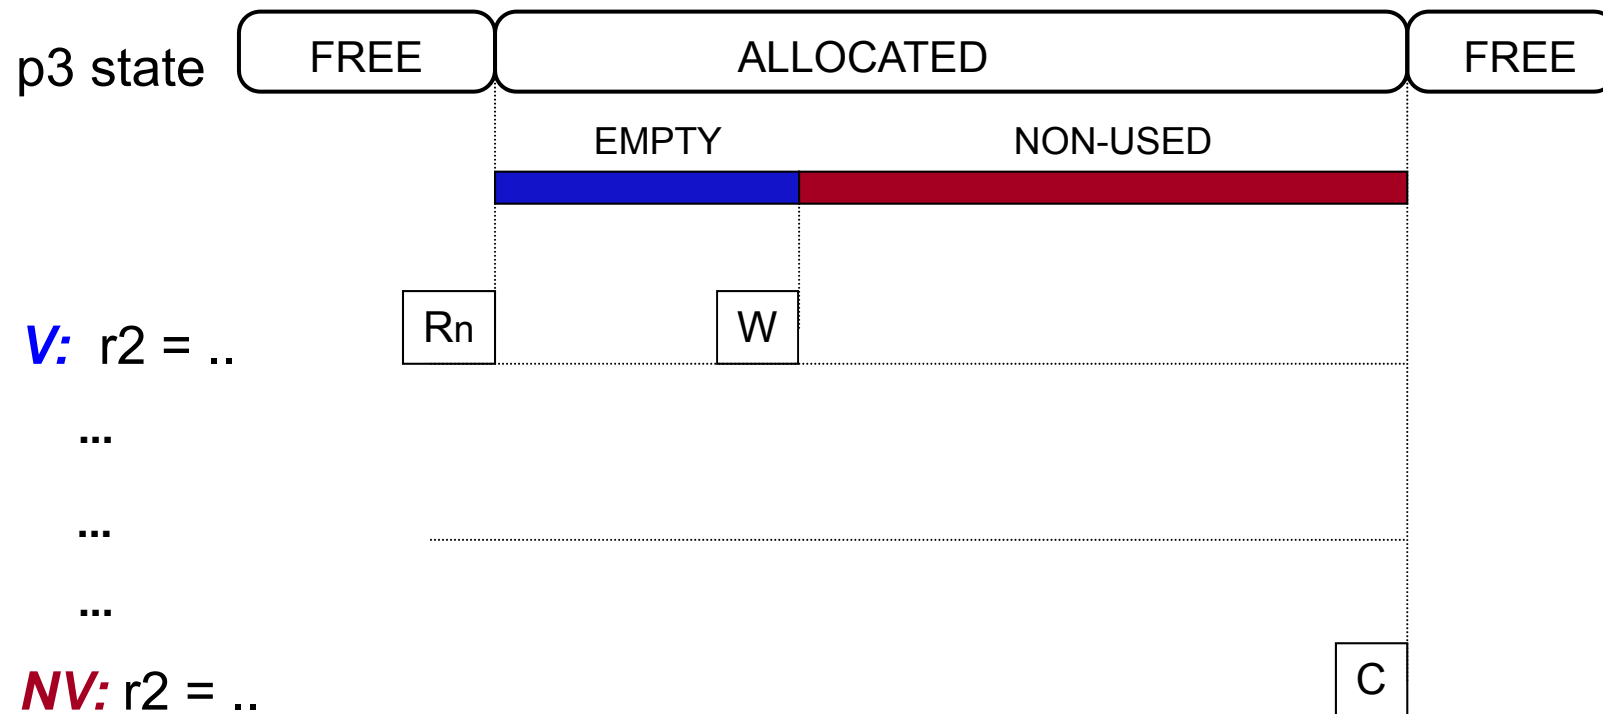 p3 state FREE ALLOCATED FREE
EMPTY NON-USED
V: r2 = .. Rn W
...
...
...
NV: r2 = .. C